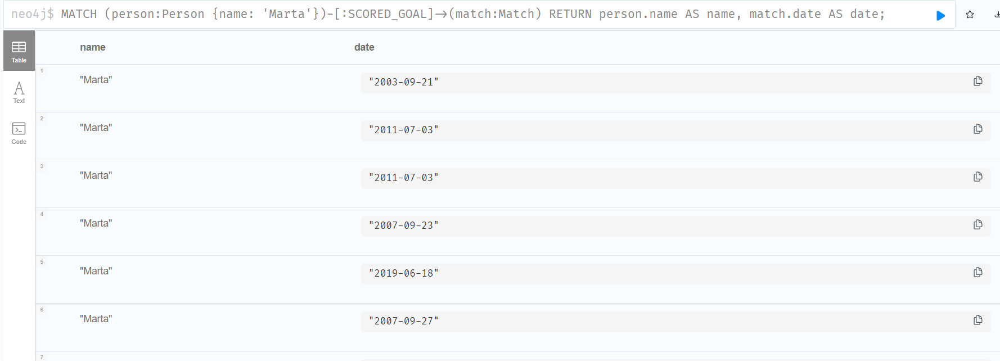 neo4j$ MATCH (person:Person {name: 'Marta'})-[:SCORED_GOAL]->(match:Match) RETURN person.name AS name, match.date AS date;
Table
Text
Code
name date
1 "Marta" "2003-09-21"
2 "Marta" "2011-07-03"
3 "Marta" "2011-07-03"
4 "Marta" "2007-09-23"
5 "Marta" "2019-06-18"
6 "Marta" "2007-09-27"
7